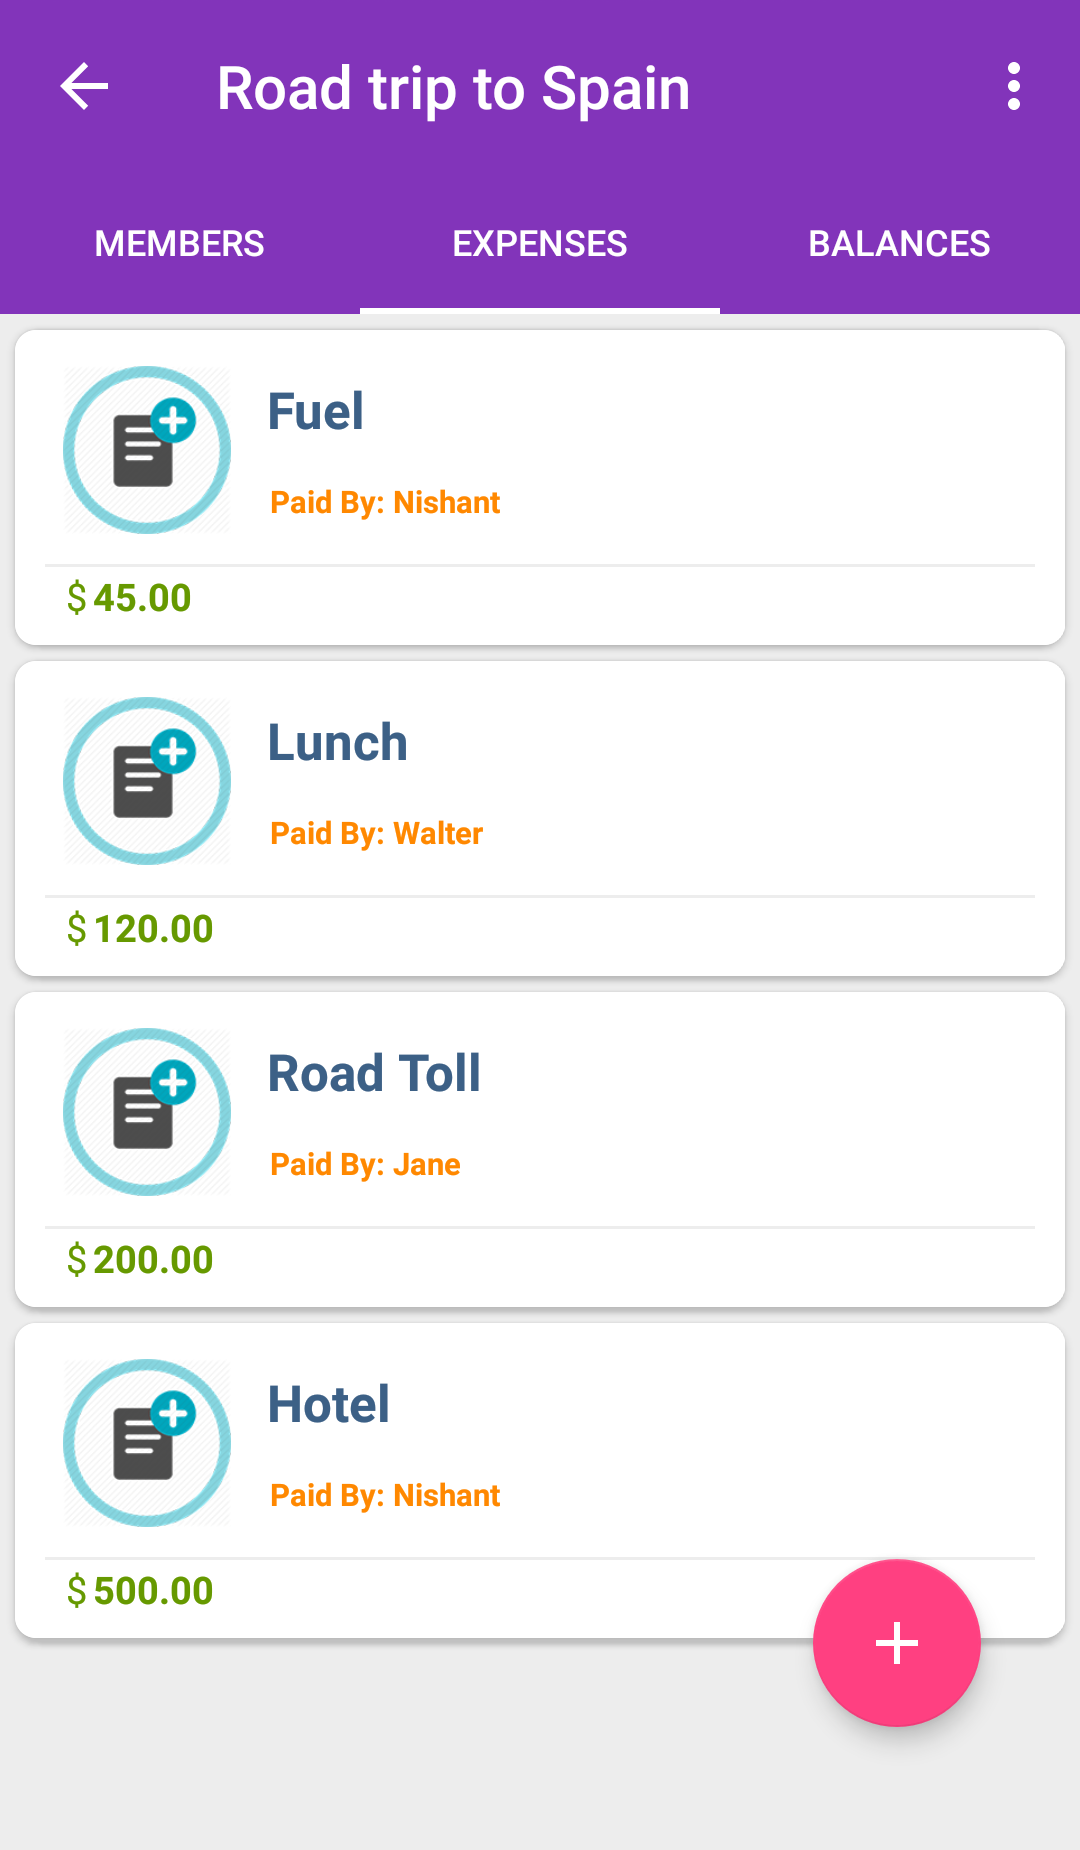 Road trip to Spain
MEMBERS EXPENSES BALANCES
Fuel
Paid By: Nishant
$ 45.00
Lunch
Paid By: Walter
$ 120.00
Road Toll
Paid By: Jane
$ 200.00
Hotel
Paid By: Nishant
$ 500.00